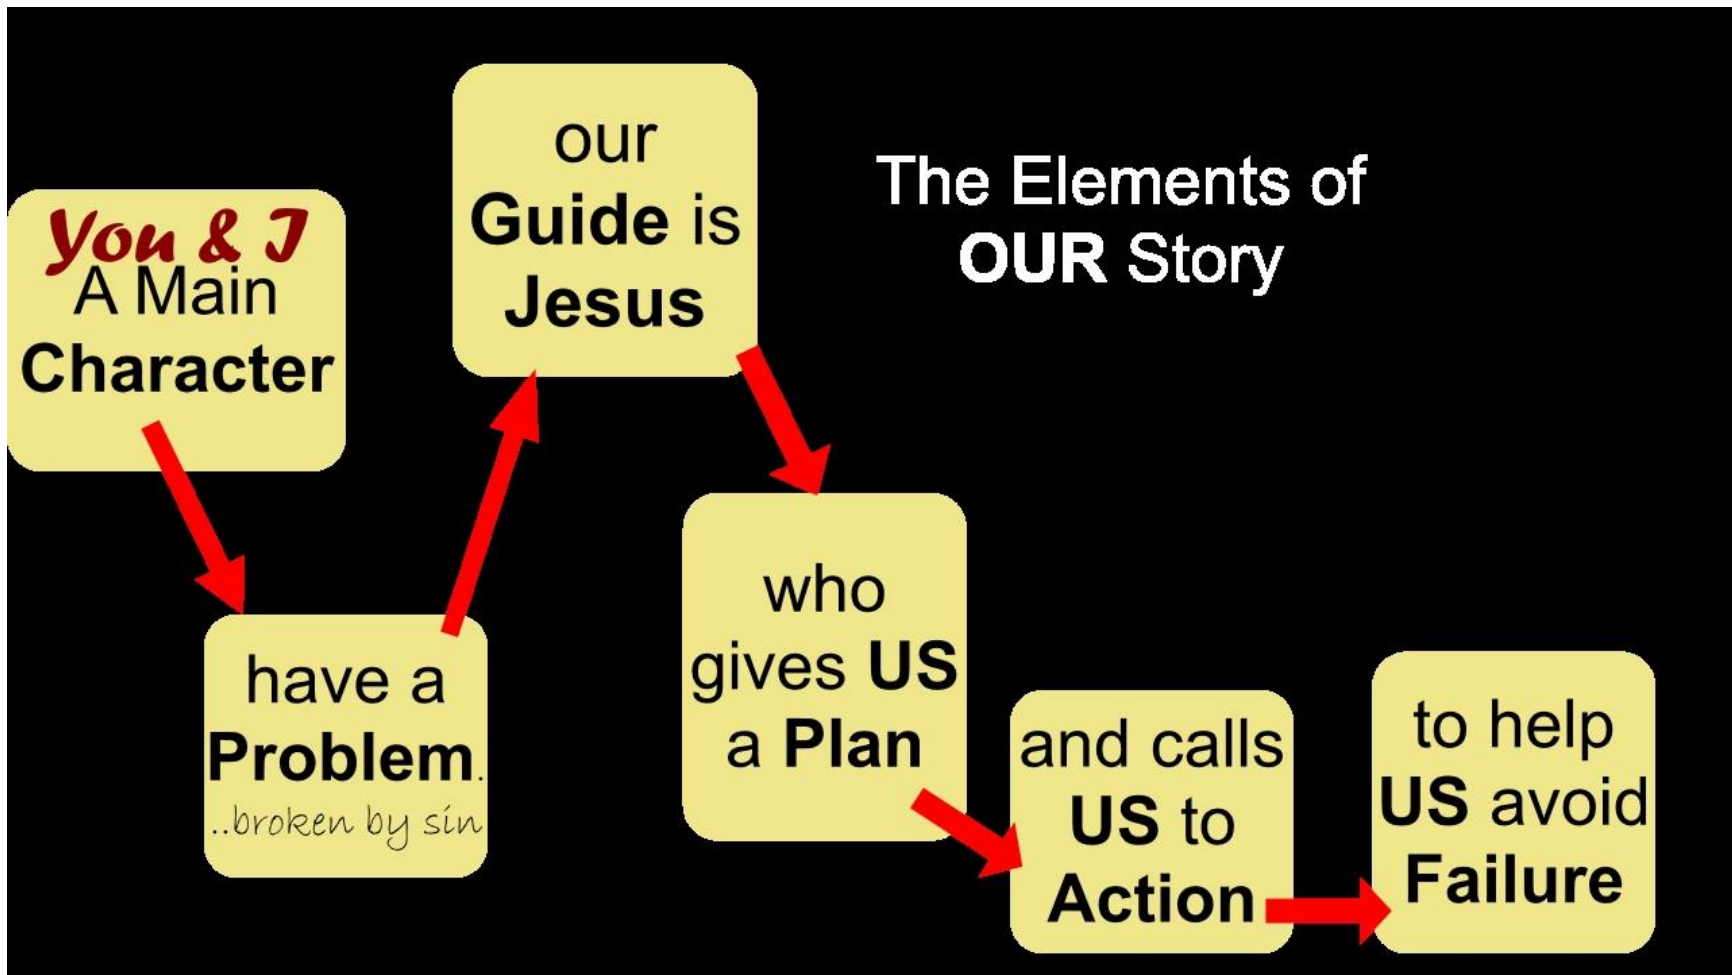 The Elements of
OUR Story
You & I
A Main
Character
have a
Problem.
..broken by sin
our
Guide is
Jesus
who
gives US
a Plan
and calls
US to
Action
to help
US avoid
Failure